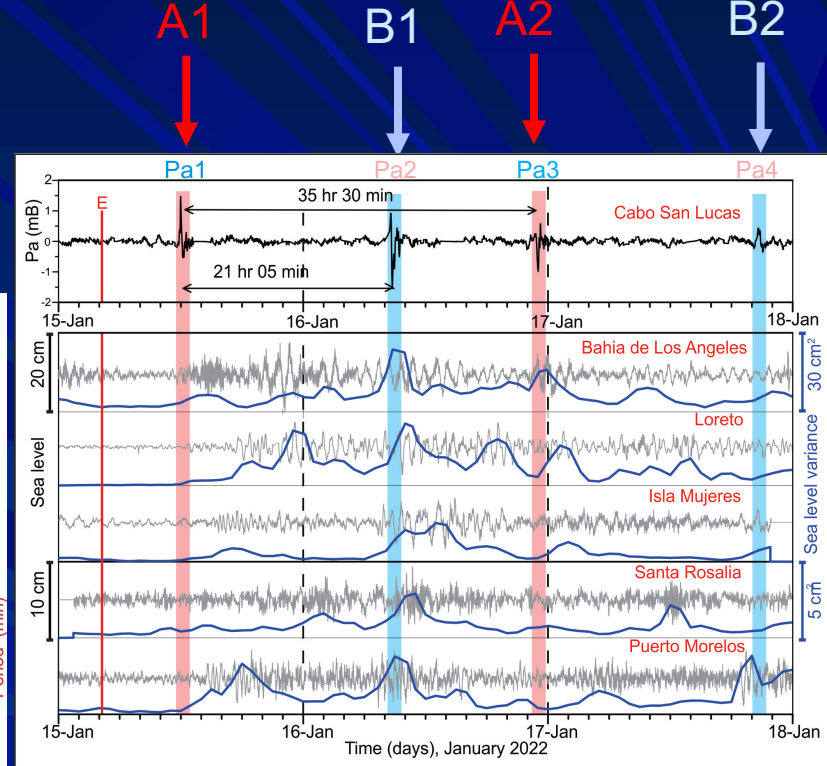 A1 B1 A2 B2
Pa1 Pa2 Pa3 Pa4
2
E
35 hr 30 min
Cabo San Lucas
1
Pa (mB)
0
-1
21 hr 05 min
-2
15-Jan 16-Jan 17-Jan 18-Jan
Bahia de Los Angeles
20 cm
30 cm²
Loreto
Sea level
Sea level variance
Isla Mujeres
Santa Rosalia
10 cm
5 cm²
Puerto Morelos
15-Jan 16-Jan 17-Jan 18-Jan
Time (days), January 2022